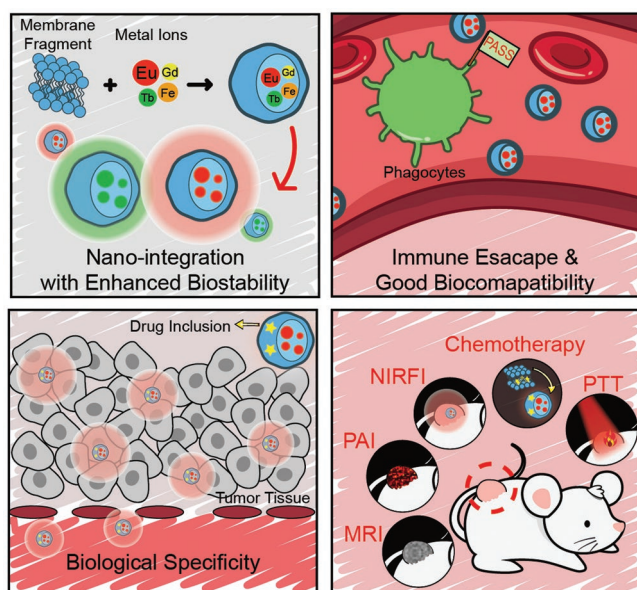 Membrane
Fragment
Metal Ions
Eu Gd
Tb Fe
Eu Gd
Tb Fe
Nano-integration
with Enhanced Biostability
PASS
Phagocytes
Immune Esacape &
Good Biocomapatibility
Drug Inclusion
Tumor Tissue
Biological Specificity
Chemotherapy
NIRFI
PTT
PAI
MRI